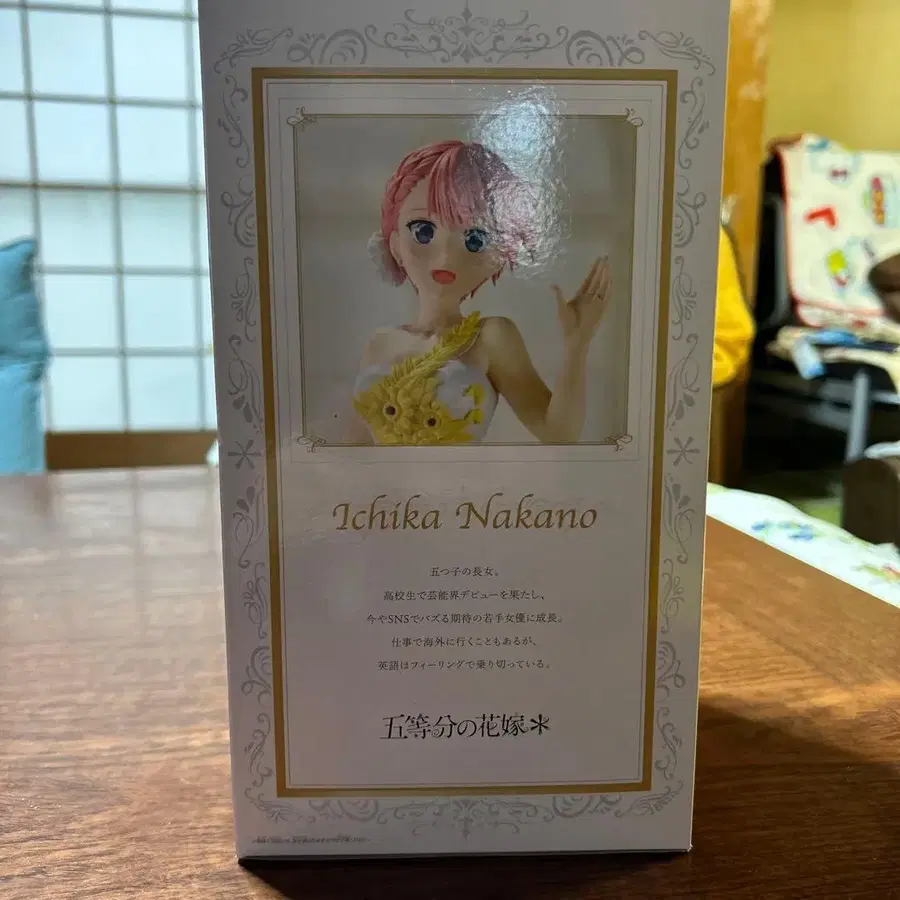 Ichika Nakano
五つ子の長女。
高校生で芸能界デビューを果たし、
今やSNSでバズる期待の若手女優に成長。
仕事で海外に行くこともあるが、
英語はフィーリングで乗り切っている。
五等分の花嫁*